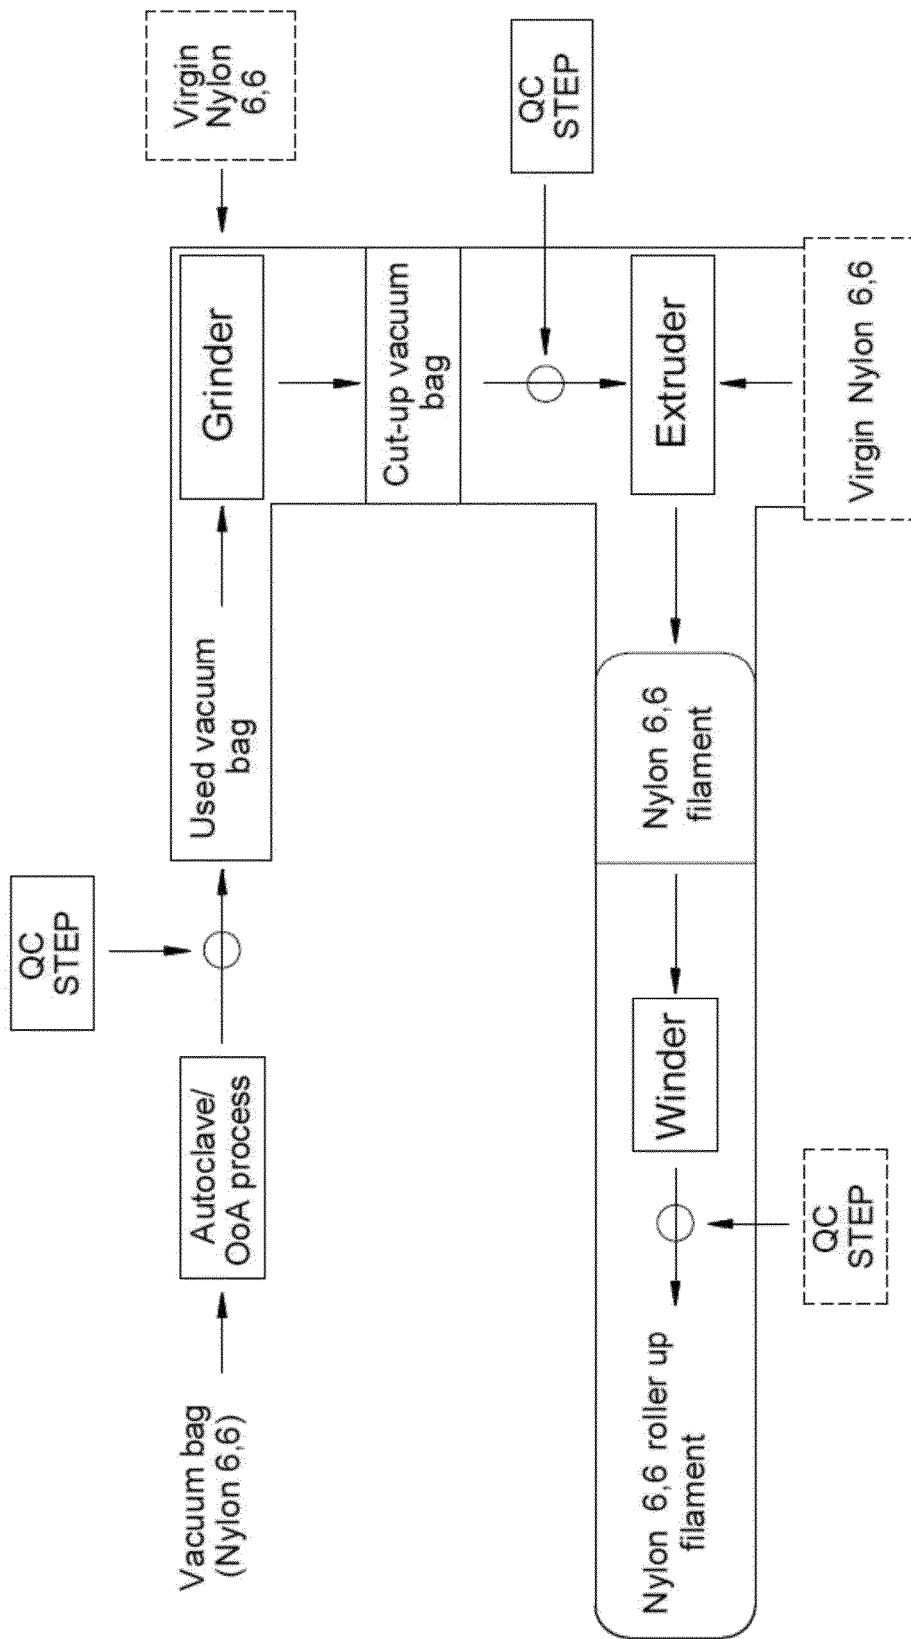 Vacuum bag
(Nylon 6,6)
Autoclave/
OoA process
QC
STEP
Used vacuum
bag
Grinder
Virgin
Nylon
6,6
Cut-up vacuum
bag
QC
STEP
Extruder
Virgin Nylon 6,6
Nylon 6,6
filament
Winder
QC
STEP
Nylon 6,6 roller up
filament